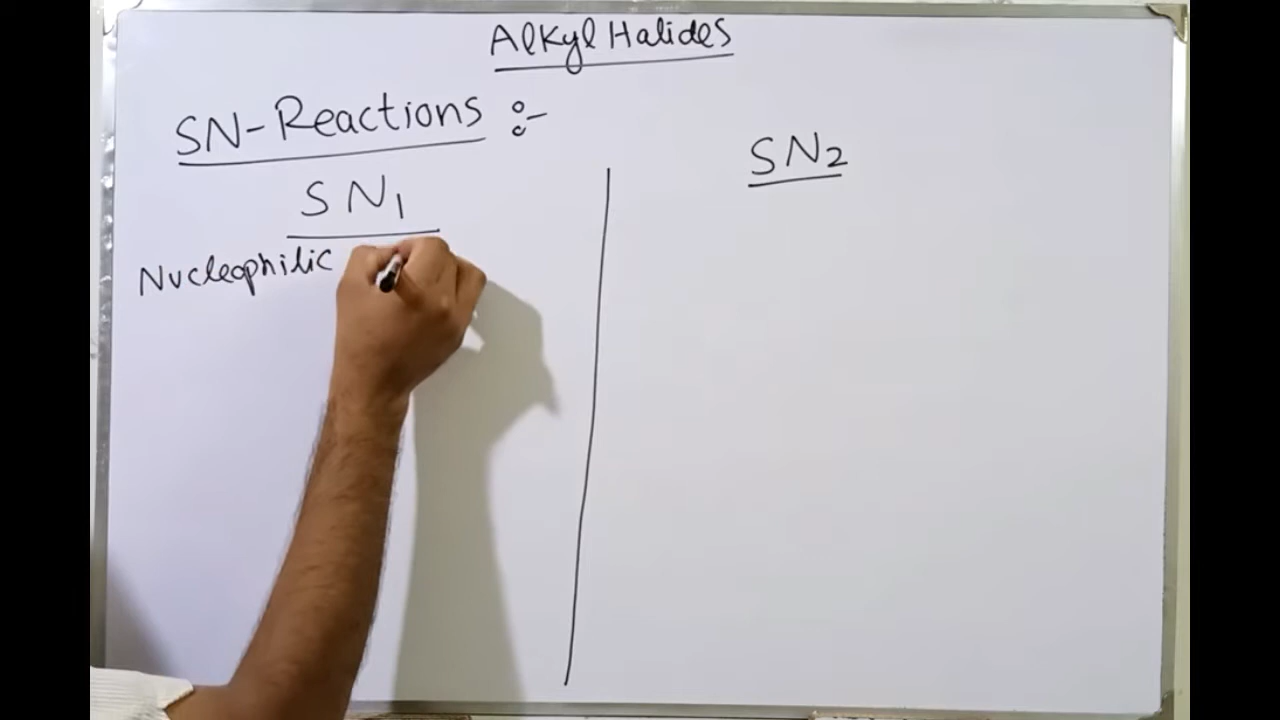 Alkyl Halides
SN-Reactions :-
SN1
SN2
Nucleophilic